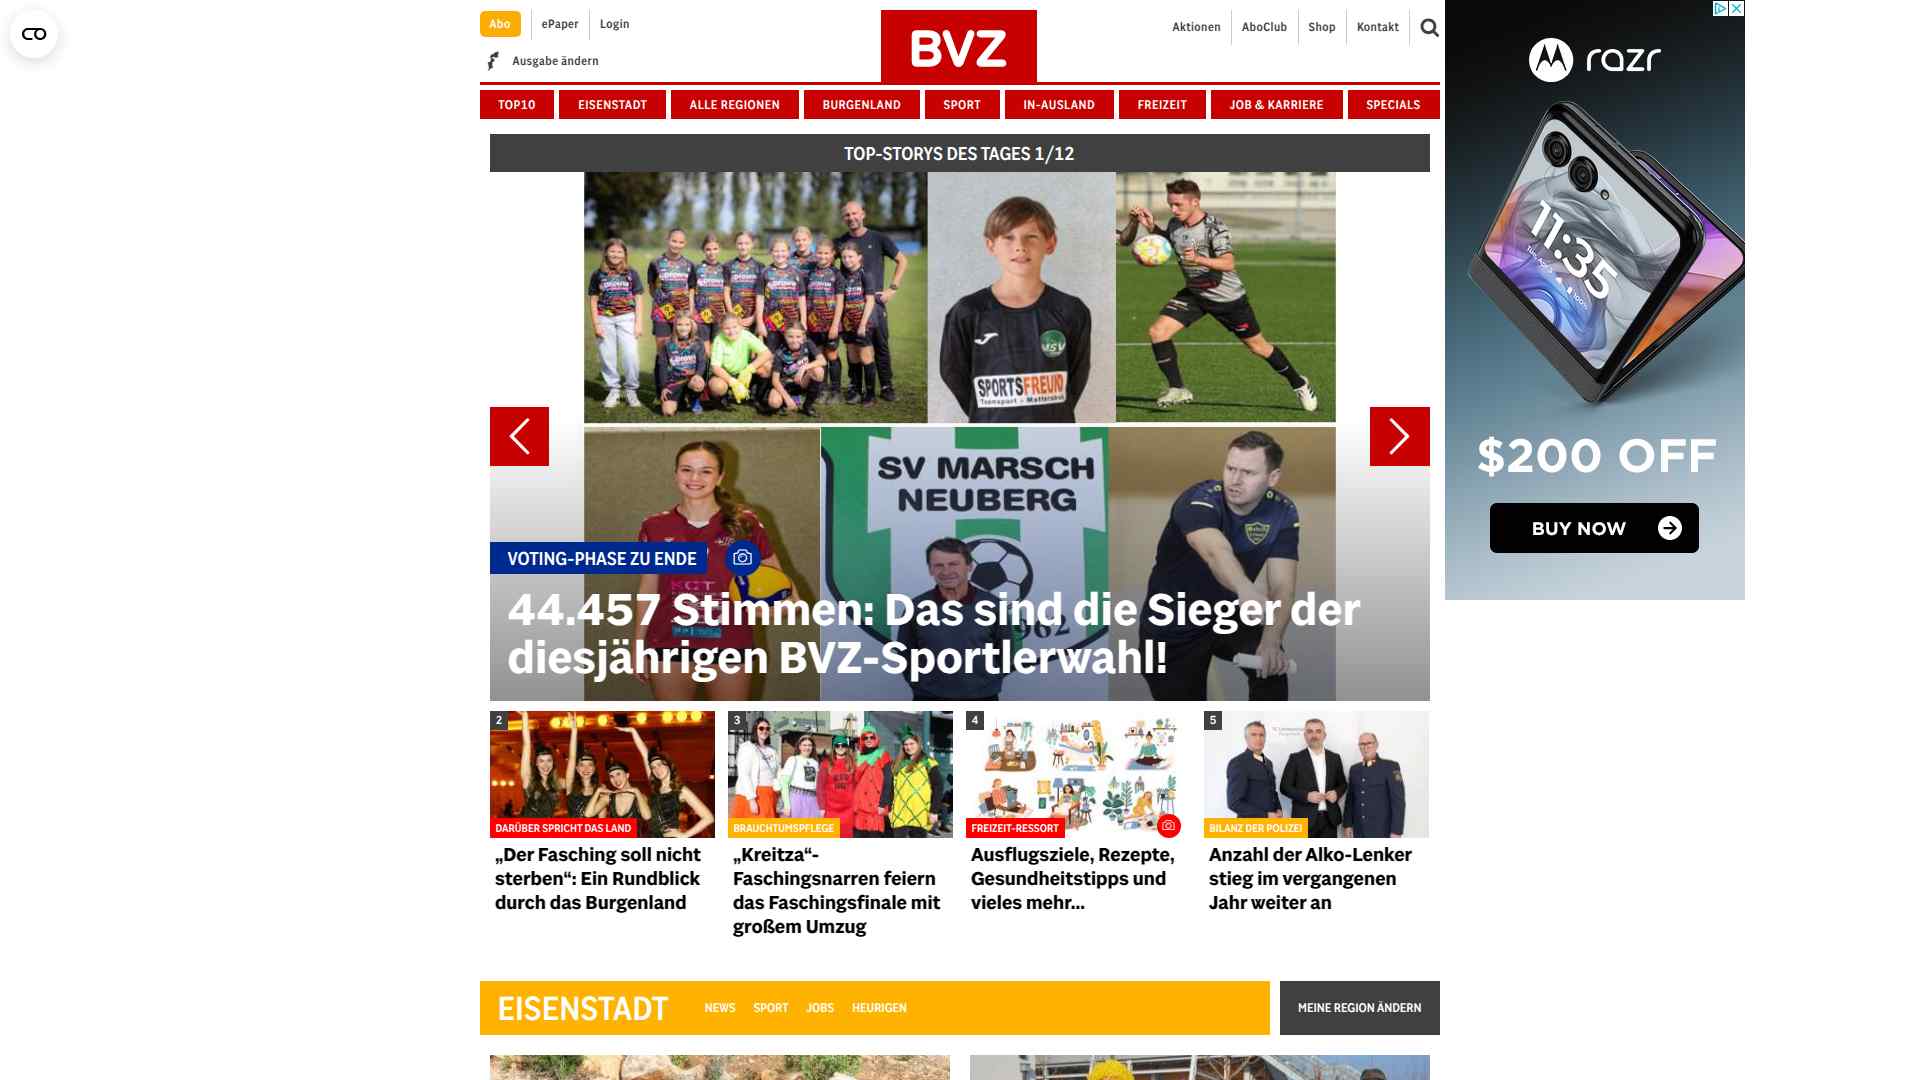 Abo
ePaper
Login
Ausgabe ändern
BVZ
Aktionen
AboClub
Shop
Kontakt
TOP10
EISENSTADT
ALLE REGIONEN
BURGENLAND
SPORT
IN-AUSLAND
FREIZEIT
JOB & KARRIERE
SPECIALS
TOP-STORYS DES TAGES 1/12
SPORTSFREUND
SV MARSCH
NEUBERG
962
VOTING-PHASE ZU ENDE
44.457 Stimmen: Das sind die Sieger der
diesjährigen BVZ-Sportlerwahl!
2
DARÜBER SPRICHT DAS LAND
„Der Fasching soll nicht
sterben“: Ein Rundblick
durch das Burgenland
3
BRAUCHTUMSPFLEGE
„Kreitza“-
Faschingsnarren feiern
das Faschingsfinale mit
großem Umzug
4
FREIZEIT-RESSORT
Ausflugsziele, Rezepte,
Gesundheitstipps und
vieles mehr...
5
BILANZ DER POLIZEI
Anzahl der Alko-Lenker
stieg im vergangenen
Jahr weiter an
EISENSTADT
NEWS
SPORT
JOBS
HEURIGEN
MEINE REGION ÄNDERN
razr
11:35
$200 OFF
BUY NOW